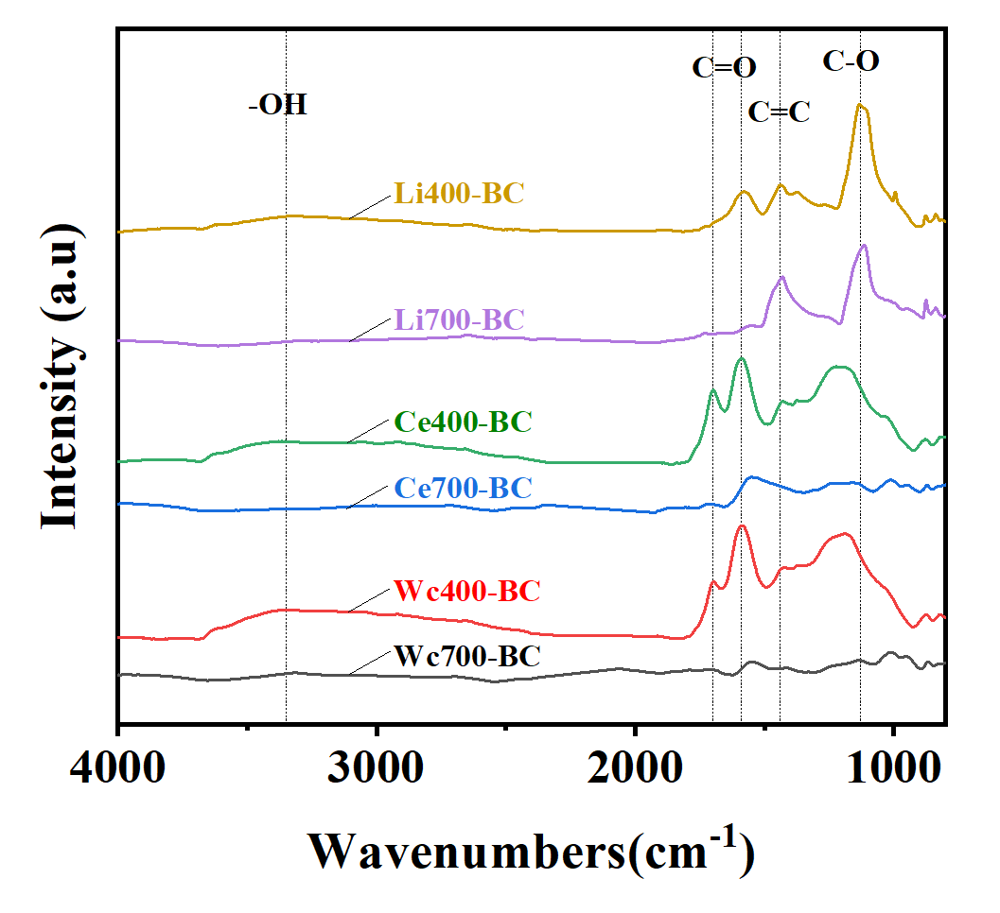 C=O
C-O
-OH
C=C
Li400-BC
Li700-BC
Ce400-BC
Ce700-BC
Wc400-BC
Wc700-BC
Intensity (a.u)
4000 3000 2000 1000
Wavenumbers(cm⁻¹)